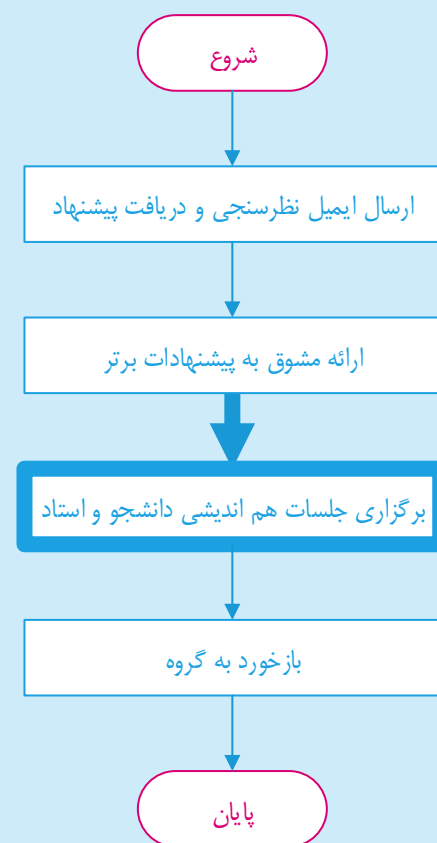 شروع
ارسال ایمیل نظرسنجی و دریافت پیشنهاد
ارائه مشوق به پیشنهادات برتر
برگزاری جلسات هم اندیشی دانشجو و استاد
بازخورد به گروه
پایان